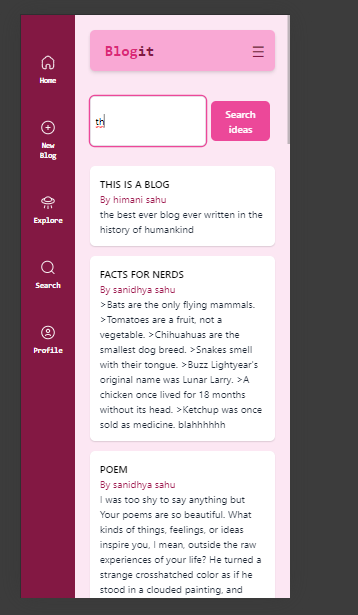 Home
New
Blog
Explore
Search
Profile
Blogit
th
Search
ideas
THIS IS A BLOG
By himani sahu
the best ever blog ever written in the
history of humankind
FACTS FOR NERDS
By sanidhya sahu
>Bats are the only flying mammals.
>Tomatoes are a fruit, not a
vegetable. >Chihuahuas are the
smallest dog breed. >Snakes smell
with their tongue. >Buzz Lightyear's
original name was Lunar Larry. >A
chicken once lived for 18 months
without its head. >Ketchup was once
sold as medicine. blahhhhhh
POEM
By sanidhya sahu
I was too shy to say anything but
Your poems are so beautiful. What
kinds of things, feelings, or ideas
inspire you, I mean, outside the raw
experiences of your life? He turned a
strange crosshatched color as if he
stood in a clouded painting, and